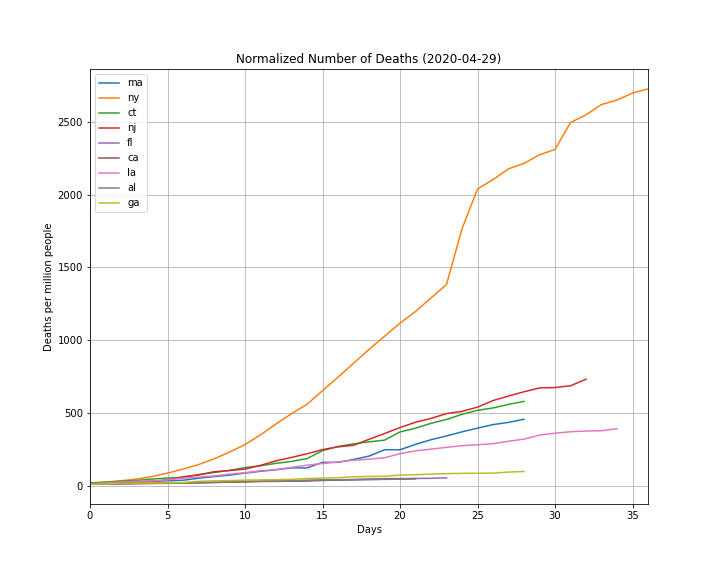 Normalized Number of Deaths (2020-04-29)
ma
ny
ct
nj
fl
ca
la
al
ga
2500
2000
1500
1000
500
0
Deaths per million people
0 5 10 15 20 25 30 35
Days